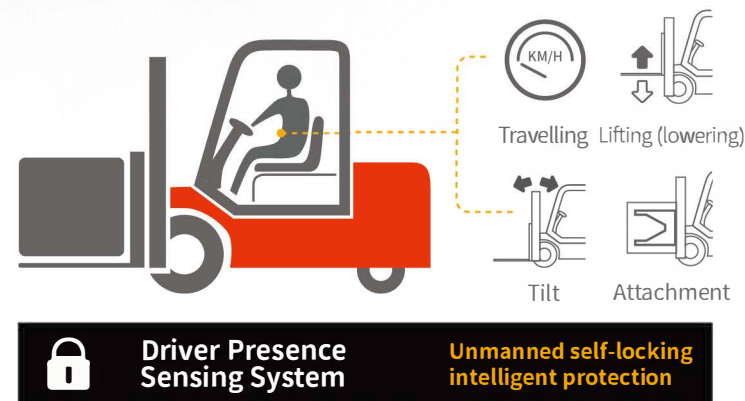 KM/H
Travelling Lifting (lowering)
Tilt Attachment
Driver Presence
Sensing System
Unmanned self-locking
intelligent protection